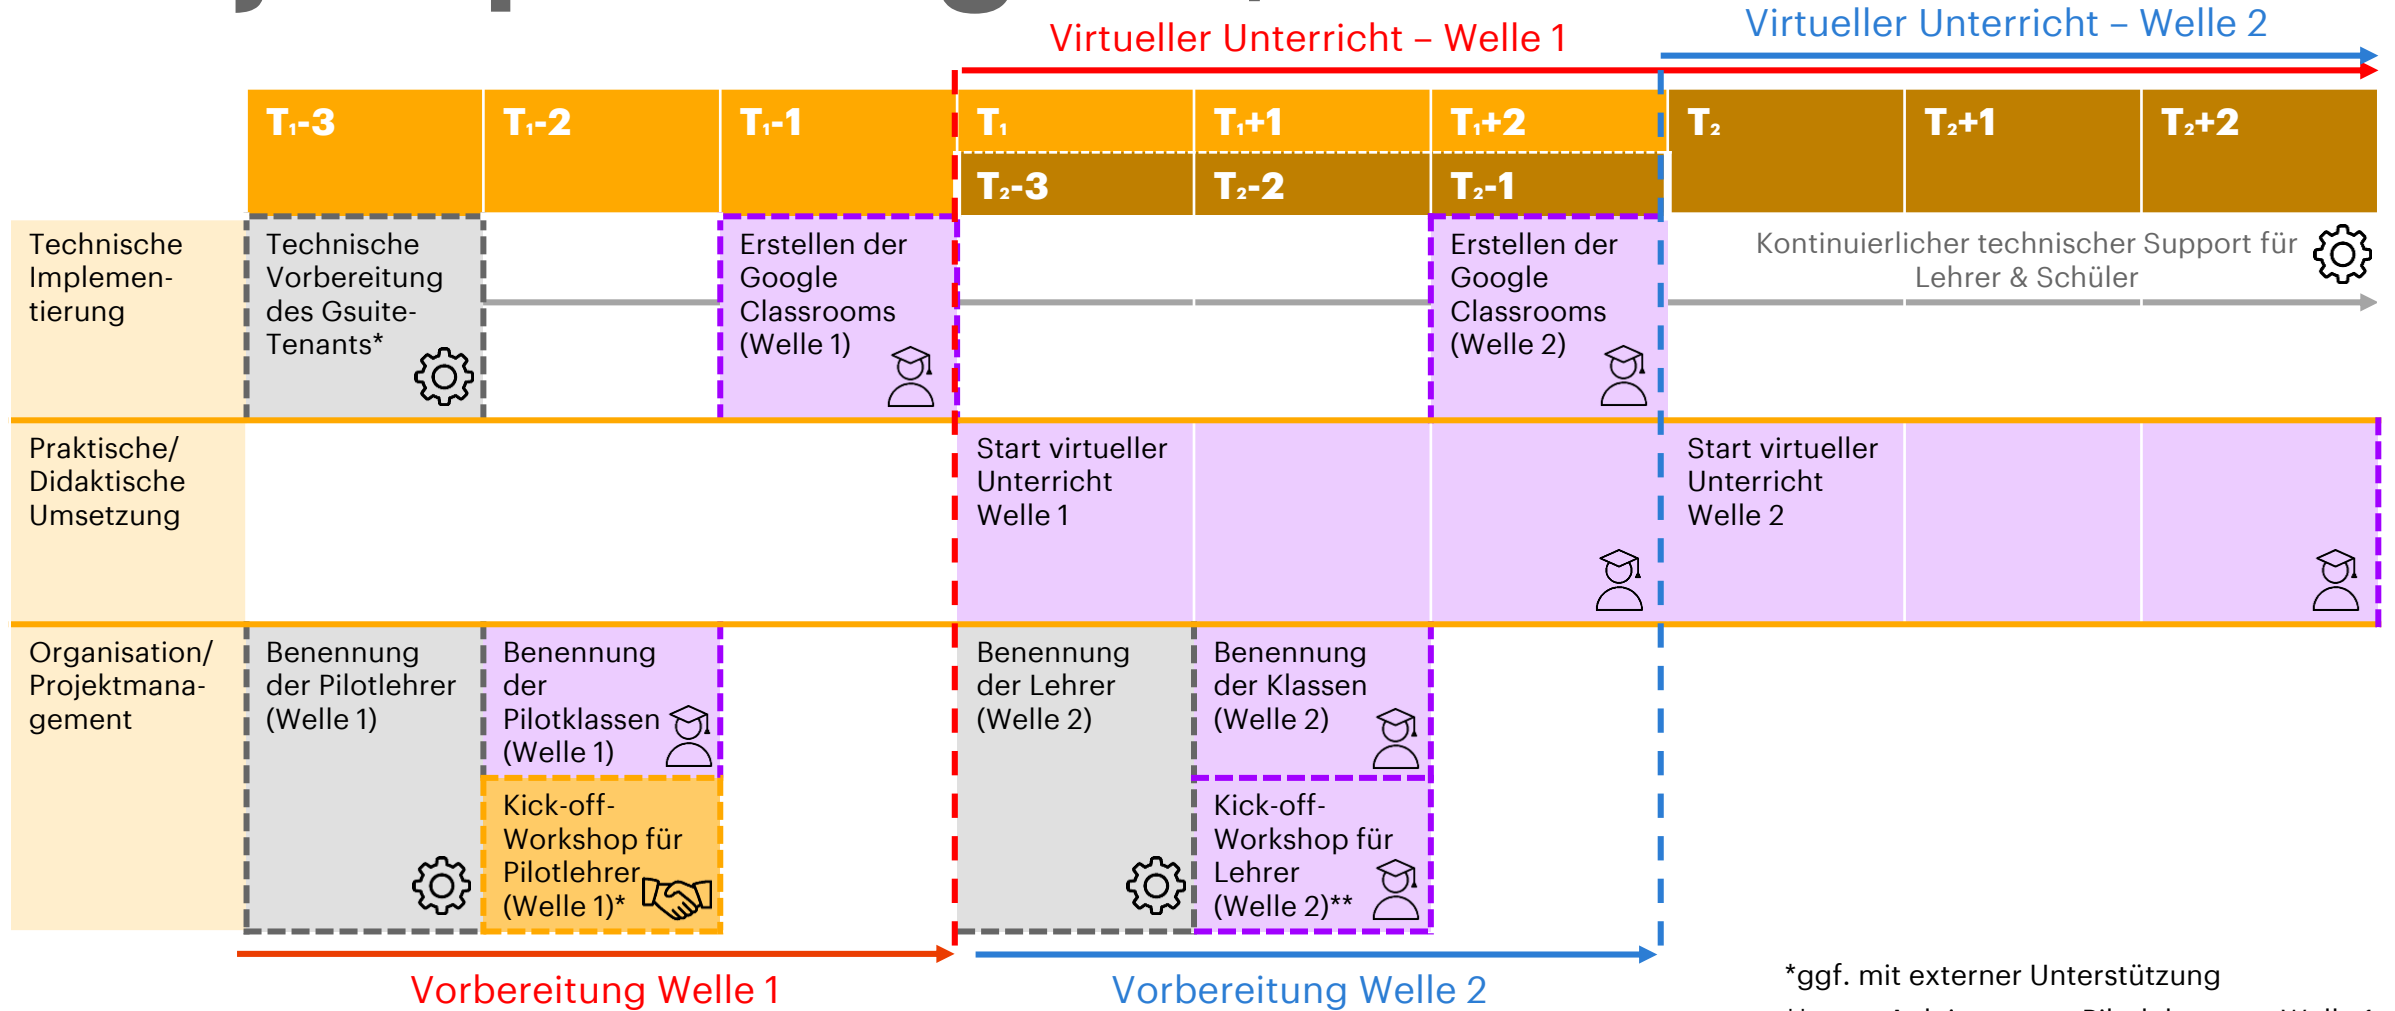 Virtueller Unterricht – Welle 1
Virtueller Unterricht – Welle 2
T₁-3
T₁-2
T₁-1
T₁
T₁+1
T₁+2
T₂
T₂+1
T₂+2
T₂-3
T₂-2
T₂-1
Technische
Implemen-
tierung
Technische
Vorbereitung
des Gsuite-
Tenants*
Erstellen der
Google
Classrooms
(Welle 1)
Erstellen der
Google
Classrooms
(Welle 2)
Kontinuierlicher technischer Support für
Lehrer & Schüler
Praktische/
Didaktische
Umsetzung
Start virtueller
Unterricht
Welle 1
Start virtueller
Unterricht
Welle 2
Organisation/
Projektmana-
gement
Benennung
der Pilotlehrer
(Welle 1)
Benennung
der
Pilotklassen
(Welle 1)
Kick-off-
Workshop für
Pilotlehrer
(Welle 1)*
Benennung
der Lehrer
(Welle 2)
Benennung
der Klassen
(Welle 2)
Kick-off-
Workshop für
Lehrer
(Welle 2)**
Vorbereitung Welle 1
Vorbereitung Welle 2
*ggf. mit externer Unterstützung